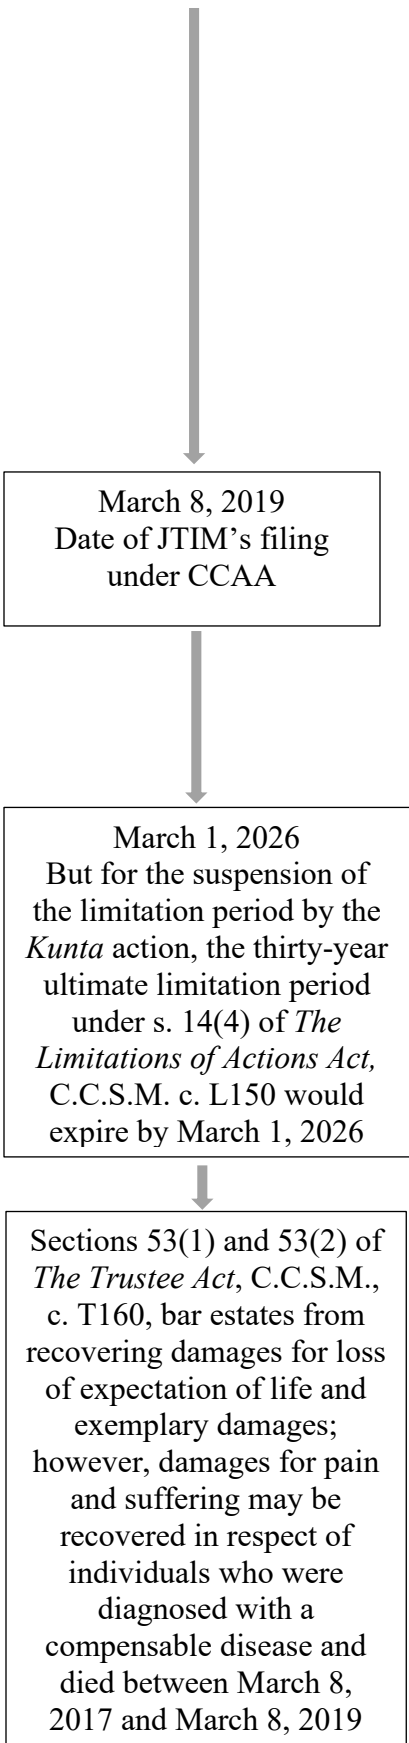 March 8, 2019
Date of JTIM’s filing
under CCAA
March 1, 2026
But for the suspension of
the limitation period by the
Kunta action, the thirty-year
ultimate limitation period
under s. 14(4) of The
Limitations of Actions Act,
C.C.S.M. c. L150 would
expire by March 1, 2026
Sections 53(1) and 53(2) of
The Trustee Act, C.C.S.M.,
c. T160, bar estates from
recovering damages for loss
of expectation of life and
exemplary damages;
however, damages for pain
and suffering may be
recovered in respect of
individuals who were
diagnosed with a
compensable disease and
died between March 8,
2017 and March 8, 2019